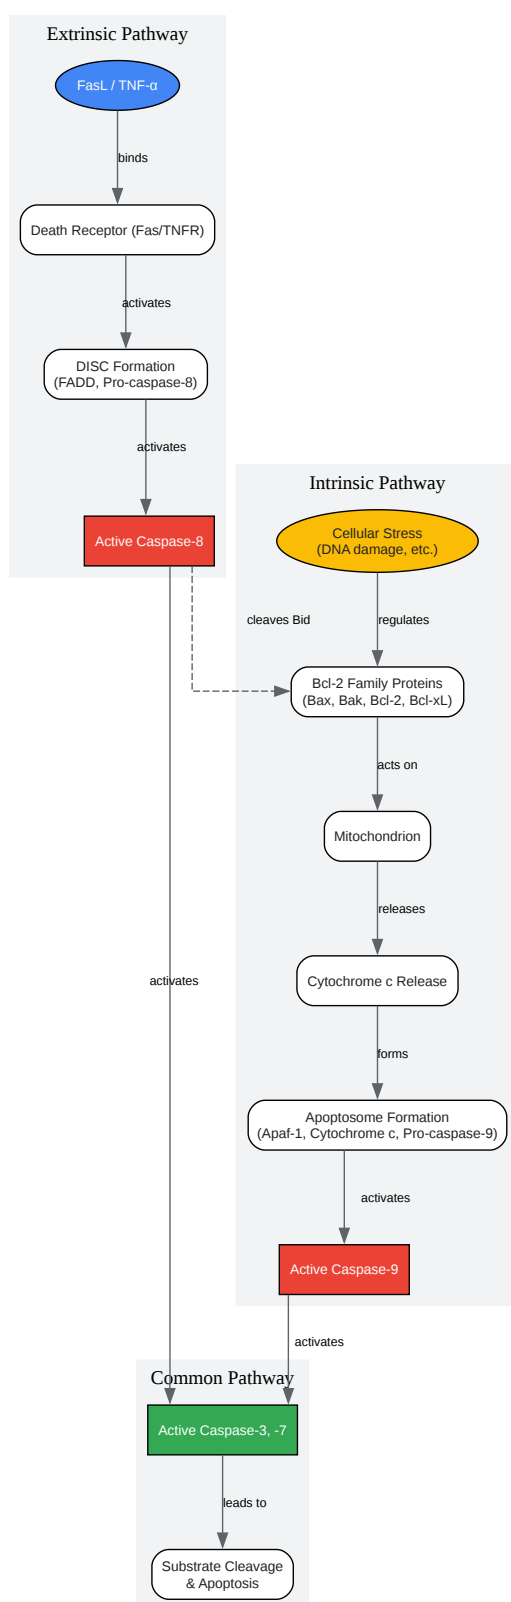 Extrinsic Pathway
FasL / TNF-α
binds
Death Receptor (Fas/TNFR)
activates
DISC Formation
(FADD, Pro-caspase-8)
activates
Active Caspase-8
Intrinsic Pathway
Cellular Stress
(DNA damage, etc.)
cleaves Bid
regulates
Bcl-2 Family Proteins
(Bax, Bak, Bcl-2, Bcl-xL)
acts on
Mitochondrion
releases
Cytochrome c Release
activates
forms
Apoptosome Formation
(Apaf-1, Cytochrome c, Pro-caspase-9)
activates
Active Caspase-9
activates
Common Pathway
Active Caspase-3, -7
leads to
Substrate Cleavage
& Apoptosis